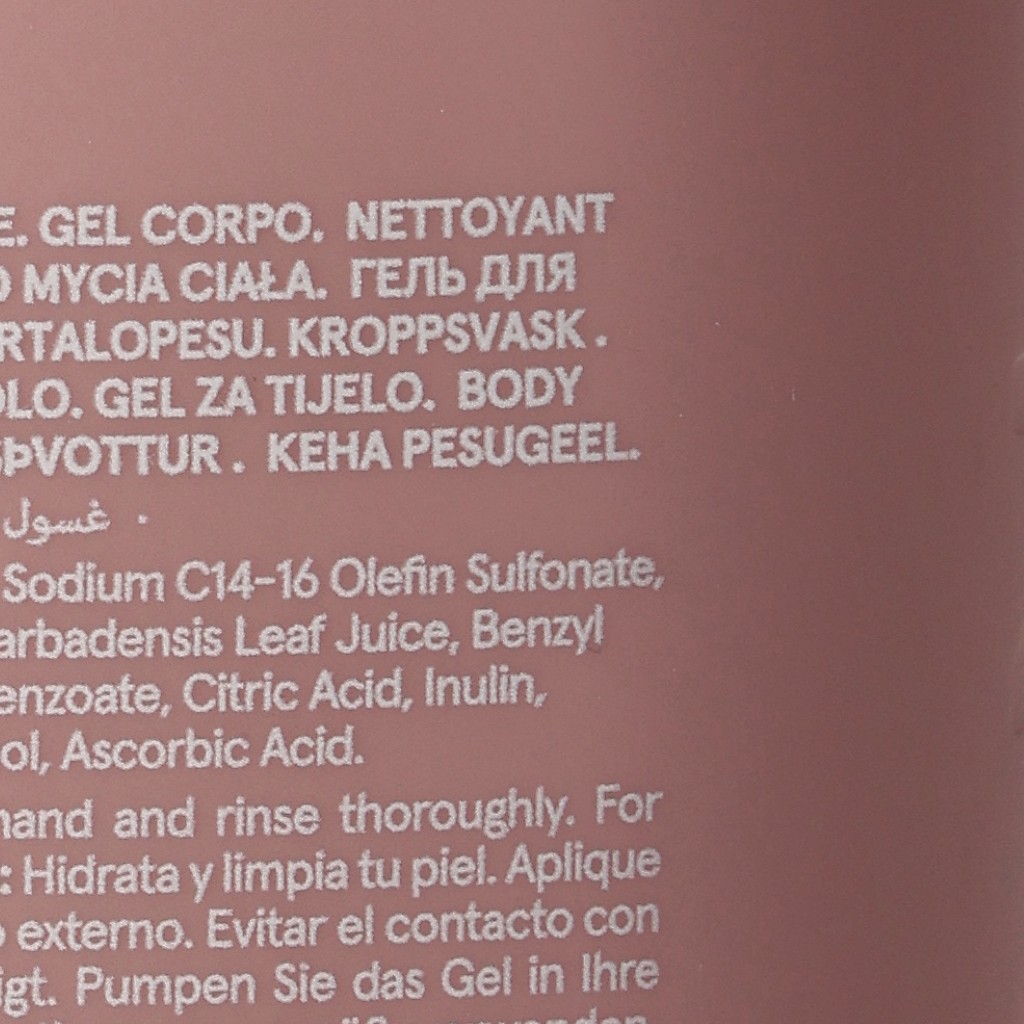 E. GEL CORPO. NETTOYANT
O MYCIA CIAŁA. ГЕЛЬ ДЛЯ
RTALOPESU. KROPPSVASK .
OLO. GEL ZA TIJELO. BODY
SÞVOTTUR . KEHA PESUGEEL.
غسول .
Sodium C14-16 Olefin Sulfonate,
arbadensis Leaf Juice, Benzyl
enzoate, Citric Acid, Inulin,
ol, Ascorbic Acid.
hand and rinse thoroughly. For
: Hidrata y limpia tu piel. Aplique
o externo. Evitar el contacto con
igt. Pumpen Sie das Gel in Ihre